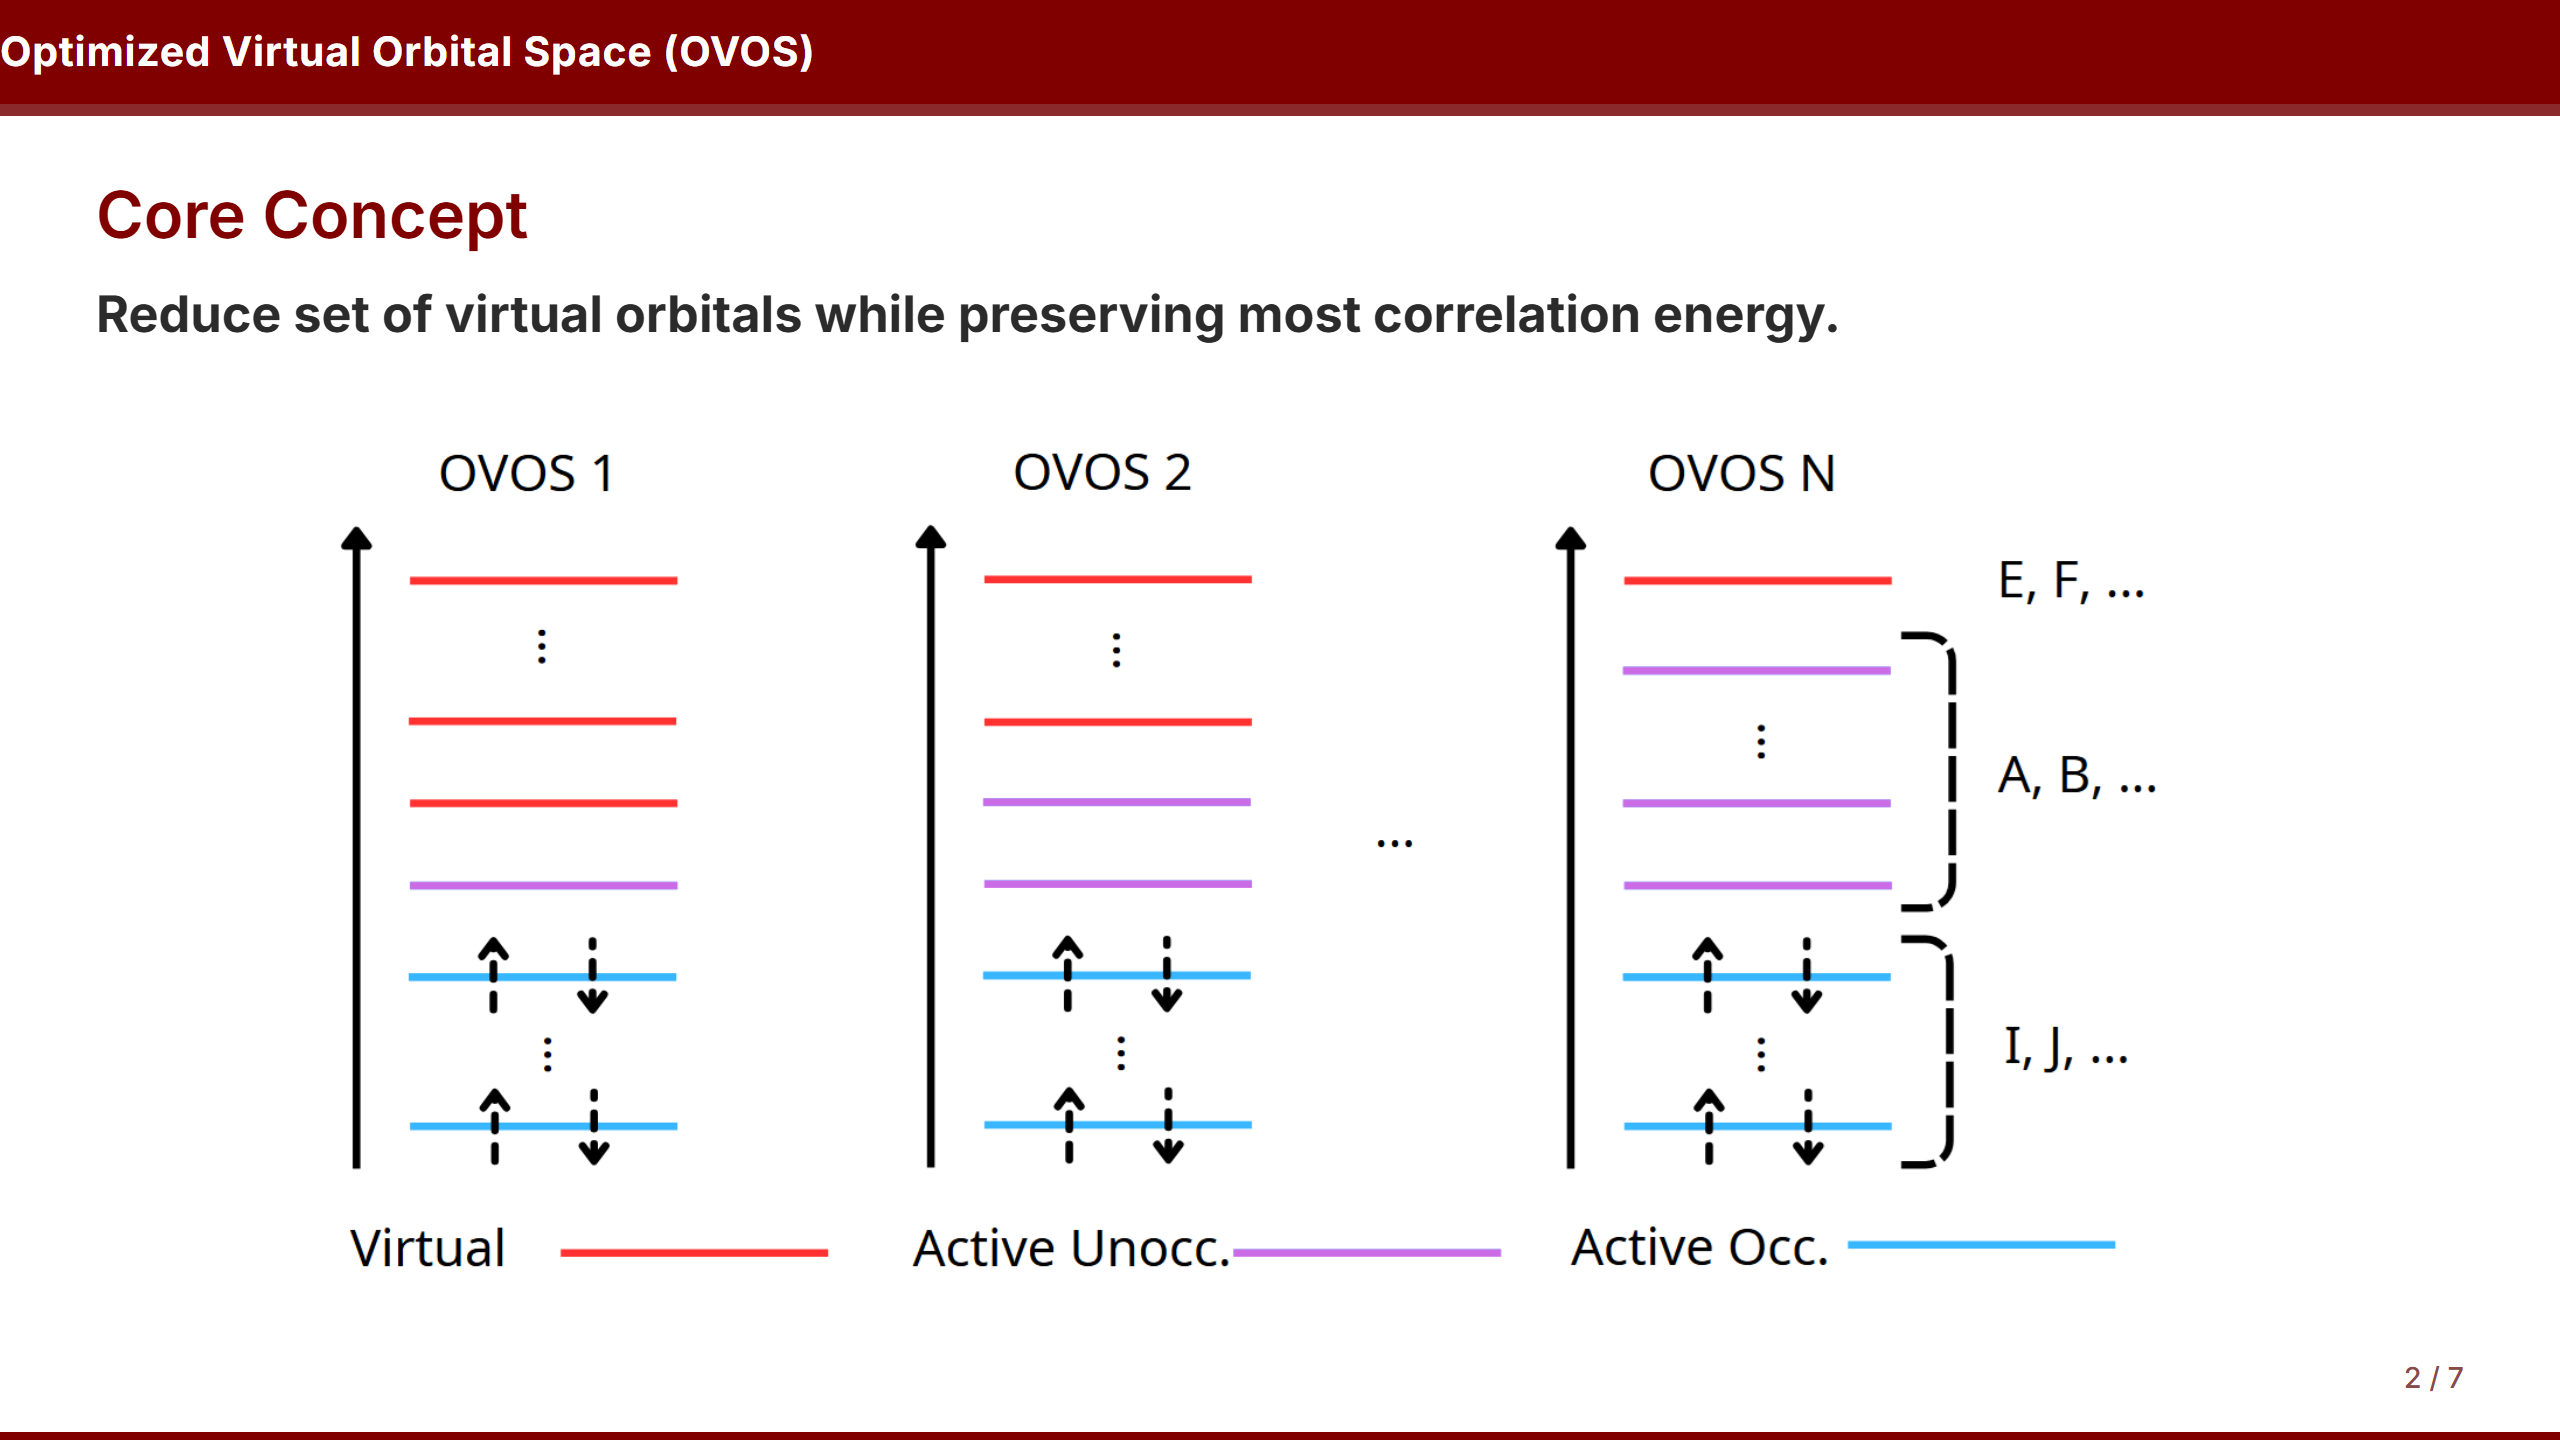 Optimized Virtual Orbital Space (OVOS)
Core Concept
Reduce set of virtual orbitals while preserving most correlation energy.
OVOS 1
OVOS 2
OVOS N
E, F, ...
A, B, ...
...
I, J, ...
Virtual
Active Unocc.
Active Occ.
2 / 7